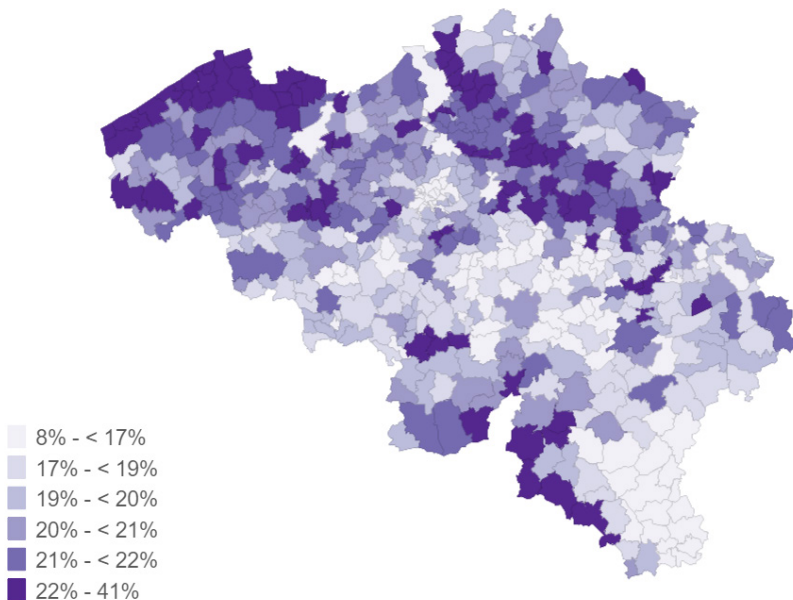 8% - < 17%
17% - < 19%
19% - < 20%
20% - < 21%
21% - < 22%
22% - 41%